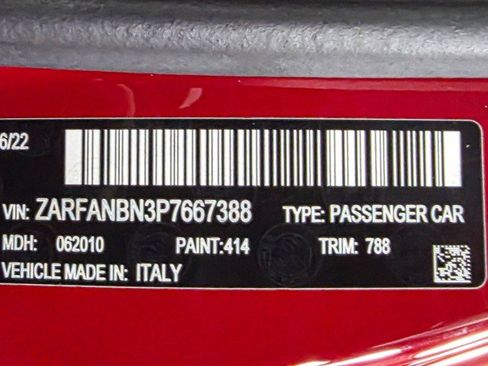 6/22
VIN: ZARFANBN3P7667388 TYPE: PASSENGER CAR
MDH: 062010 PAINT:414 TRIM: 788
VEHICLE MADE IN: ITALY